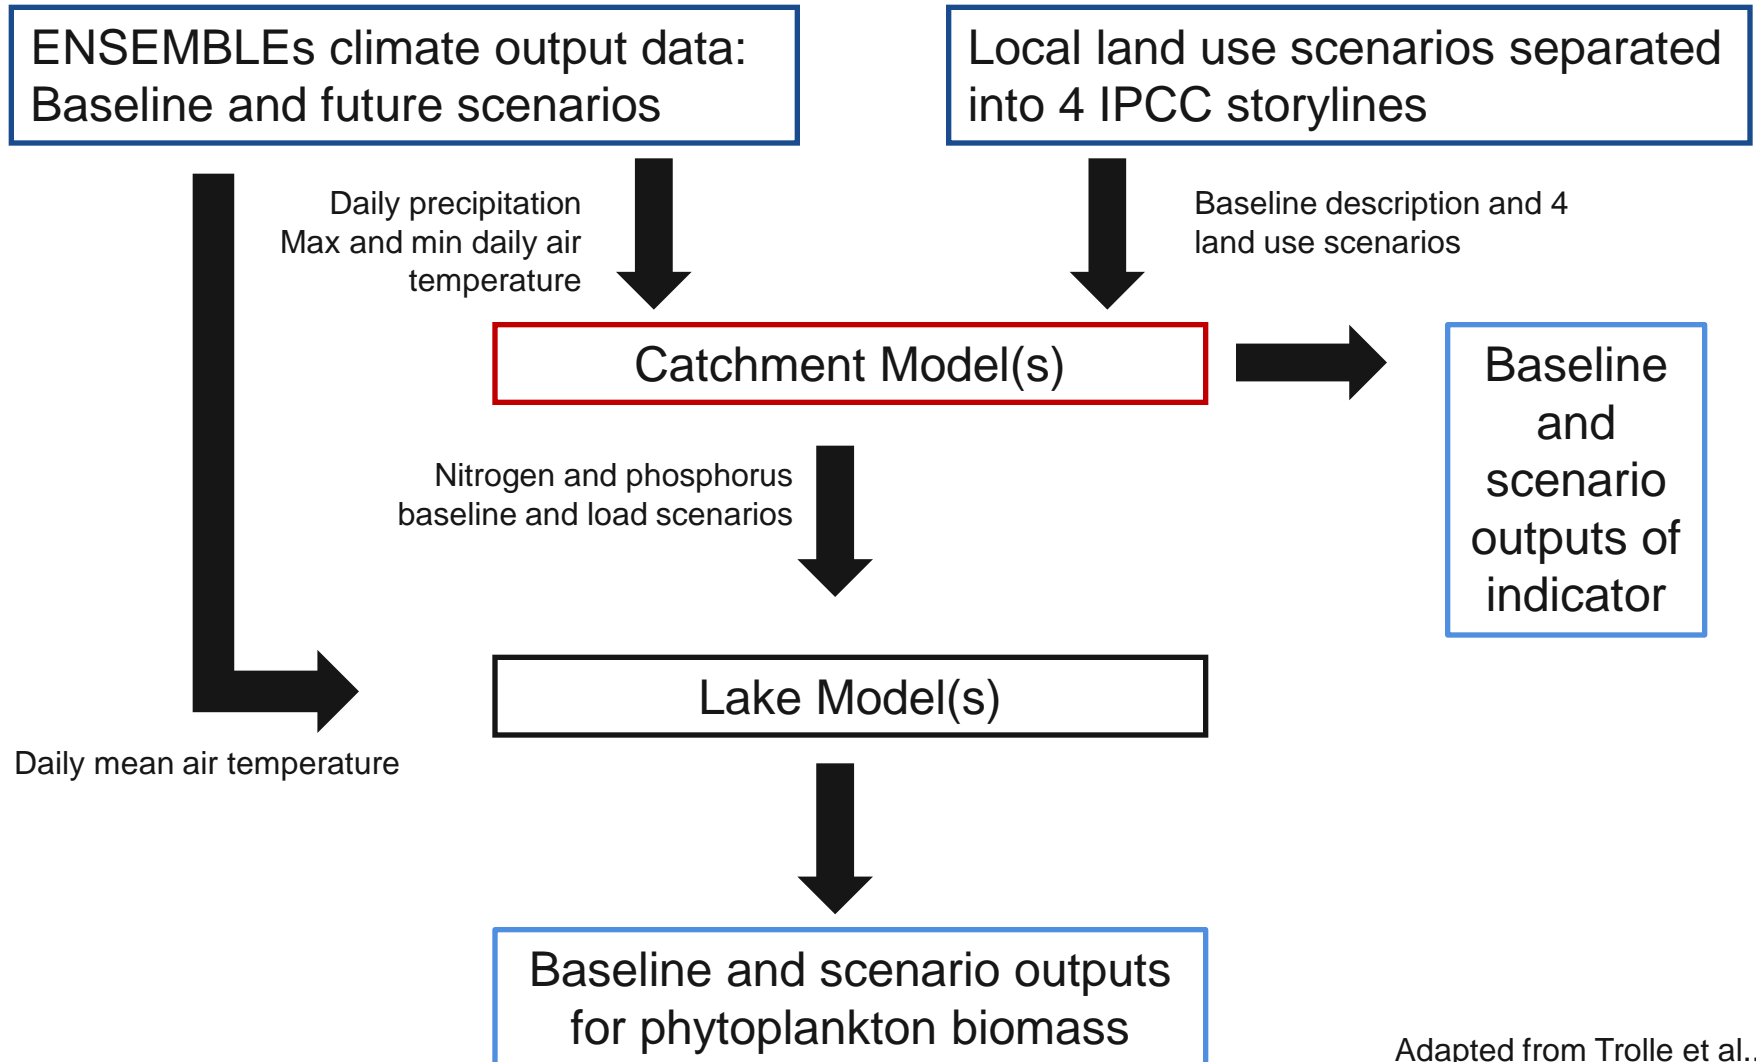 ENSEMBLEs climate output data:
Baseline and future scenarios
Local land use scenarios separated
into 4 IPCC storylines
Daily precipitation
Max and min daily air
temperature
Baseline description and 4
land use scenarios
Catchment Model(s)
Baseline
and
scenario
outputs of
indicator
Nitrogen and phosphorus
baseline and load scenarios
Lake Model(s)
Daily mean air temperature
Baseline and scenario outputs
for phytoplankton biomass
Adapted from Trolle et al.,